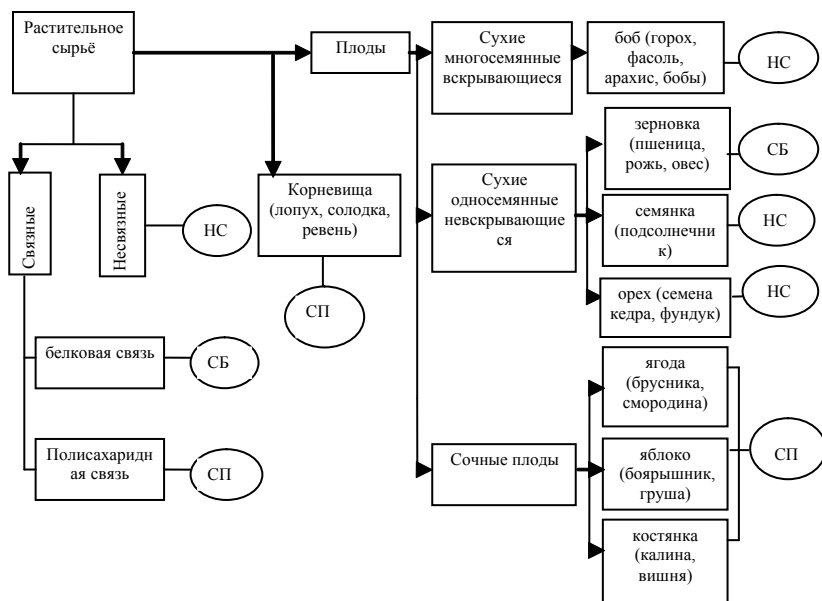 Растительное
сырьё
Плоды
Сухие
многосемянные
вскрывающиеся
боб (горох,
фасоль,
арахис, бобы)
НС
зерновка
(пшеница,
рожь, овес)
СБ
Связные
Несвязные
НС
Корневища
(лопух, солодка,
ревень)
СП
Сухие
односемянные
невскрывающи
еся
семянка
(подсолнечни
к)
НС
орех (семена
кедра, фундук)
НС
белковая связь
СБ
Полисахаридн
ая связь
СП
Сочные плоды
ягода
(брусника,
смородина)
яблоко
(боярышник,
груша)
костянка
(калина,
вишня)
СП